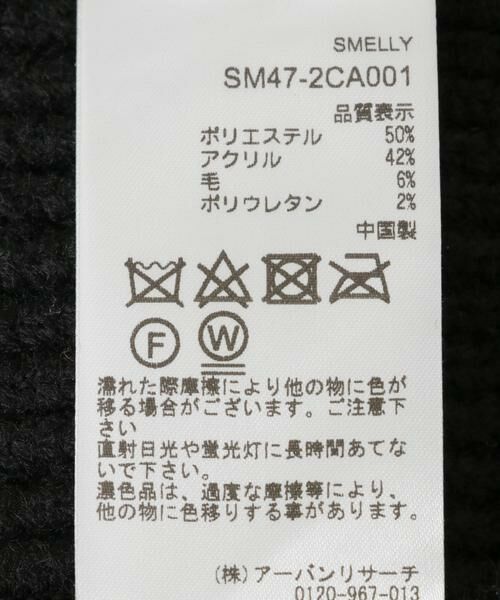 SMELLY
SM47-2CA001
品質表示
ポリエステル 50%
アクリル 42%
毛 6%
ポリウレタン 2%
中国製
F W
濡れた際摩擦により他の物に色が
移る場合がございます。ご注意下
さい
直射日光や蛍光灯に長時間あてな
いで下さい。
濃色品は、過度な摩擦等により、
他の物に色移りする事があります。
(株)アーバンリサーチ
0120-967-013